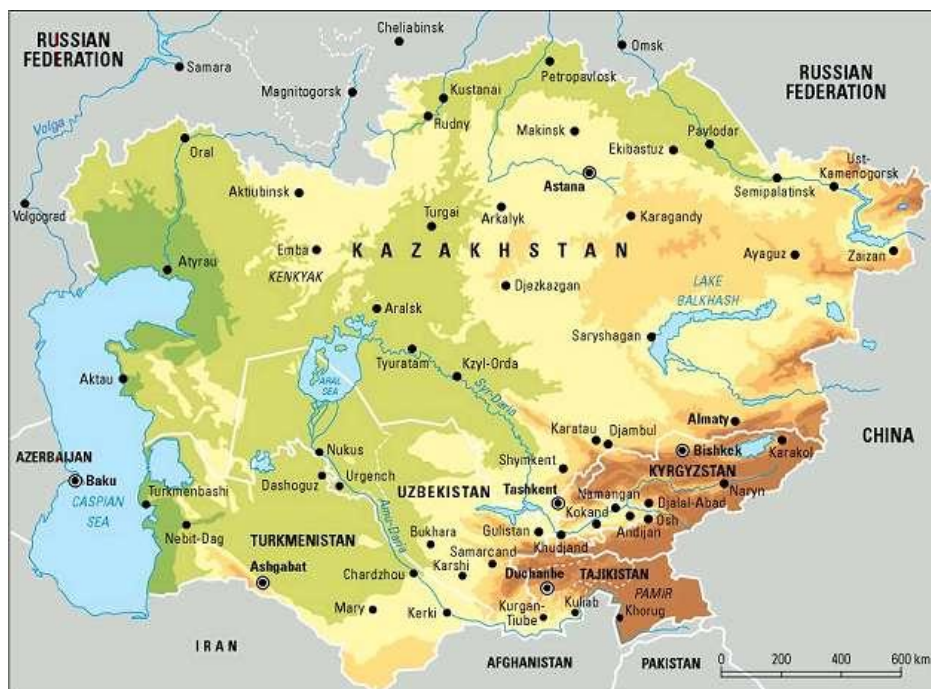 Cheliabinsk
Omsk
RUSSIAN
FEDERATION
Samara
Petropavlosk
RUSSIAN
FEDERATION
Magnitogorsk
Kustanai
Volga
Rudny
Makinsk
Pavlodar
Oral
Ekibastuz
Ust-
Kamenogorsk
Astana
Semipalatinsk
Aktiubinsk
Volgograd
Turgai
Arkalyk
Karagandy
Emba
KAZAKHSTAN
Ayaguz
Zaizan
Atyrau
KENKYAK
Djezkazgan
LAKE
BALKHASH
Aralsk
Saryshagan
Tyuratam
Kzyl-Orda
Aktau
ARAL
SEA
Syr-Daria
Almaty
Karatau
Djambul
CHINA
Nukus
Bishkek
Karakol
AZERBAIJAN
Shymkent
KYRGYZSTAN
Baku
Dashoguz
Urgench
UZBEKISTAN
Tashkent
Namangan
Naryn
CASPIAN
SEA
Turkmenbashi
Djalal-Abad
Kokand
Osh
Amu-Daria
Gulistan
Andijan
Nebit-Dag
Bukhara
Khudjand
TURKMENISTAN
Samarcand
Ashgabat
Chardzhou
Karshi
Duchanbe
TAJIKISTAN
PAMIR
Mary
Kerki
Kurgan-
Tiube
Kuliab
Khorug
IRAN
AFGHANISTAN
PAKISTAN
0 200 400 600 km